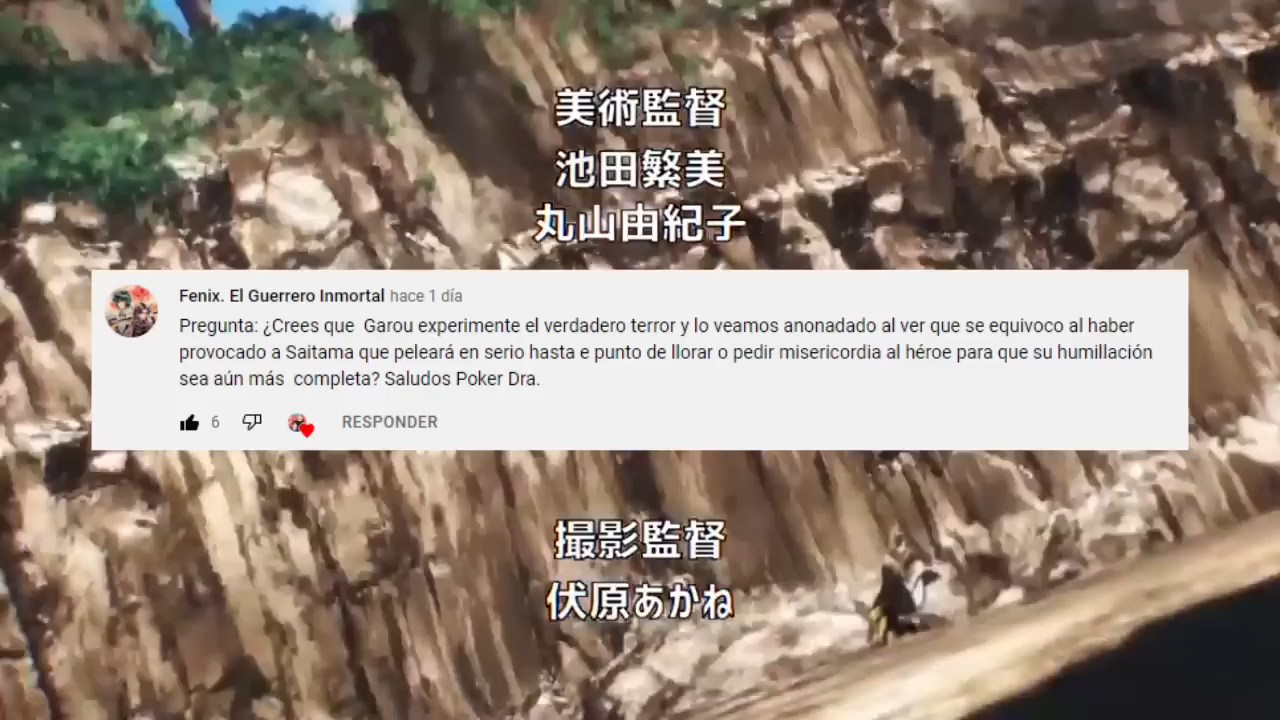 美術監督
池田繁美
丸山由紀子
Fenix. El Guerrero Inmortal hace 1 día
Pregunta: ¿Crees que  Garou experimente el verdadero terror y lo veamos anonadado al ver que se equivoco al haber
provocado a Saitama que peleará en serio hasta e punto de llorar o pedir misericordia al héroe para que su humillación
sea aún más  completa? Saludos Poker Dra.
6
RESPONDER
撮影監督
伏原あかね